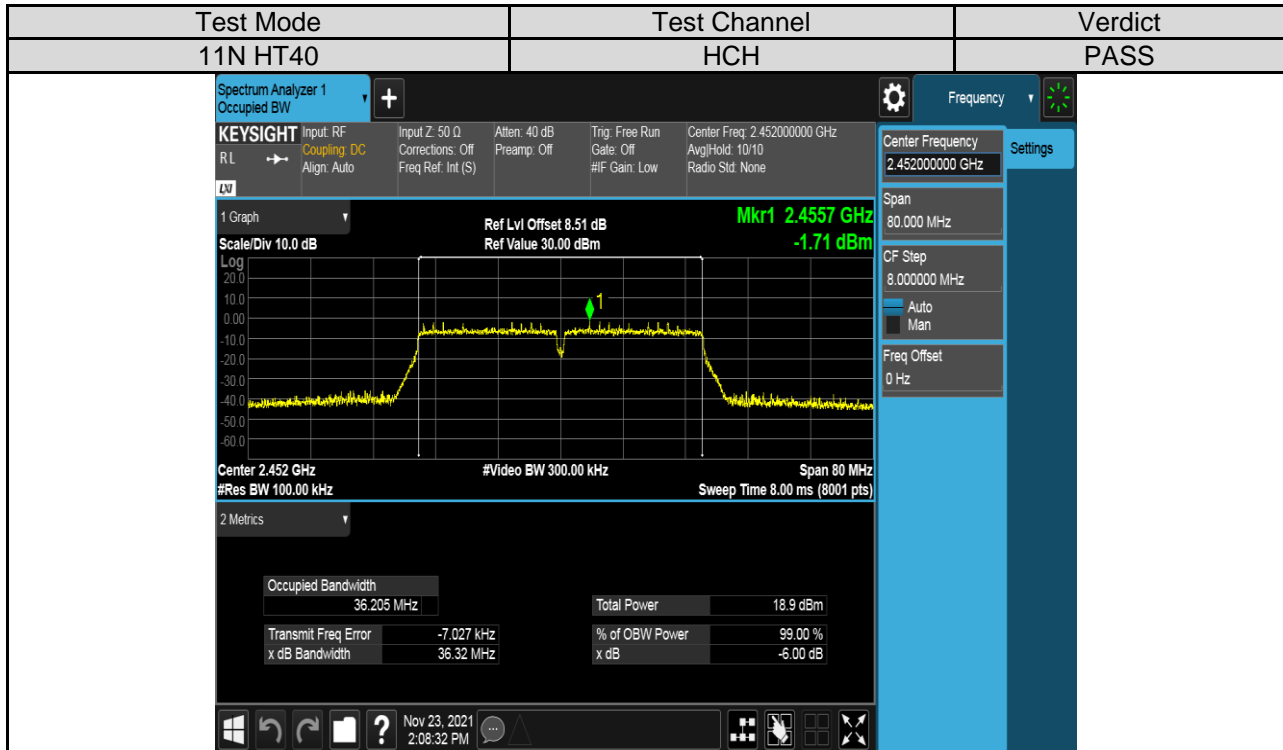 Test Mode Test Channel Verdict
11N HT40 HCH PASS
Spectrum Analyzer 1
Occupied BW
+
Frequency
KEYSIGHT Input: RF Input Z: 50 Ω Atten: 40 dB Trig: Free Run Center Freq: 2.452000000 GHz
RL Coupling: DC Corrections: Off Preamp: Off Gate: Off Avg|Hold: 10/10
Align: Auto Freq Ref: Int (S) #IF Gain: Low Radio Std: None
LXI
Center Frequency
2.452000000 GHz
Settings
Span
80.000 MHz
CF Step
8.000000 MHz
Auto
Man
Freq Offset
0 Hz
1 Graph Ref Lvl Offset 8.51 dB Mkr1 2.4557 GHz
Scale/Div 10.0 dB Ref Value 30.00 dBm -1.71 dBm
Log
20.0
10.0
1
0.00
-10.0
-20.0
-30.0
-40.0
-50.0
-60.0
Center 2.452 GHz #Video BW 300.00 kHz Span 80 MHz
#Res BW 100.00 kHz Sweep Time 8.00 ms (8001 pts)
2 Metrics
Occupied Bandwidth
36.205 MHz Total Power 18.9 dBm
Transmit Freq Error -7.027 kHz % of OBW Power 99.00 %
x dB Bandwidth 36.32 MHz x dB -6.00 dB
? Nov 23, 2021
2:08:32 PM